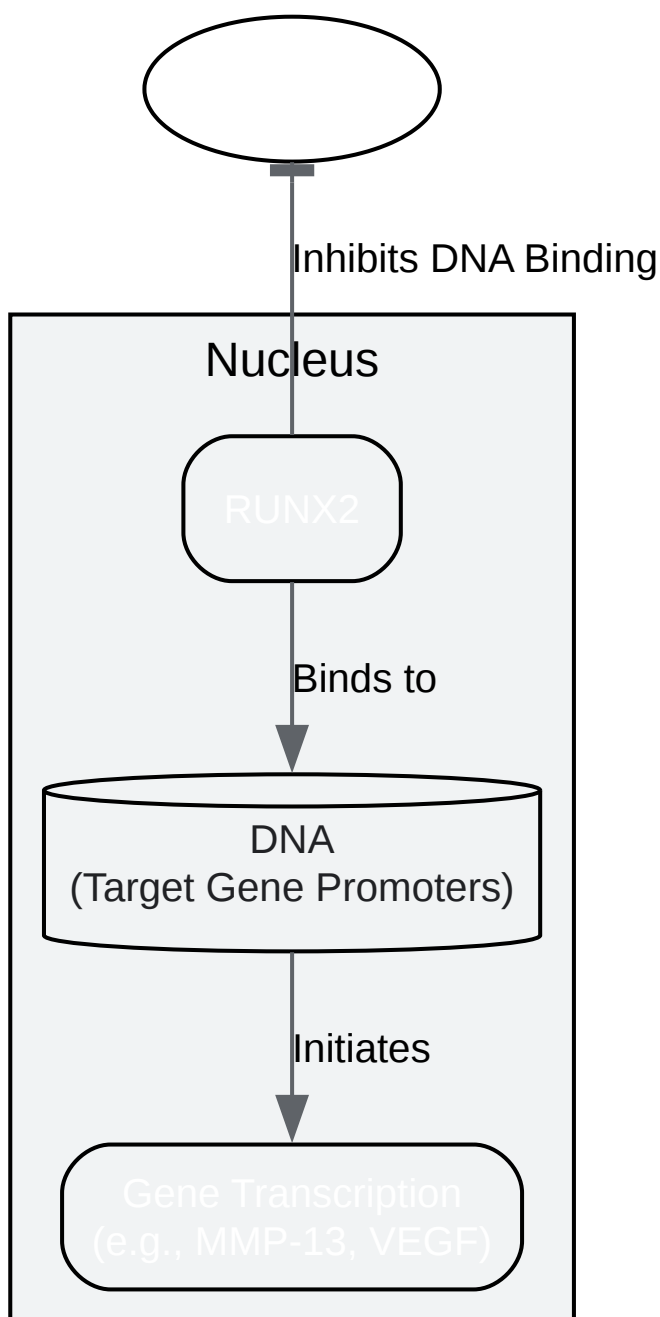 Inhibits DNA Binding
Nucleus
RUNX2
Binds to
DNA
(Target Gene Promoters)
Initiates
Gene Transcription
(e.g., MMP-13, VEGF)